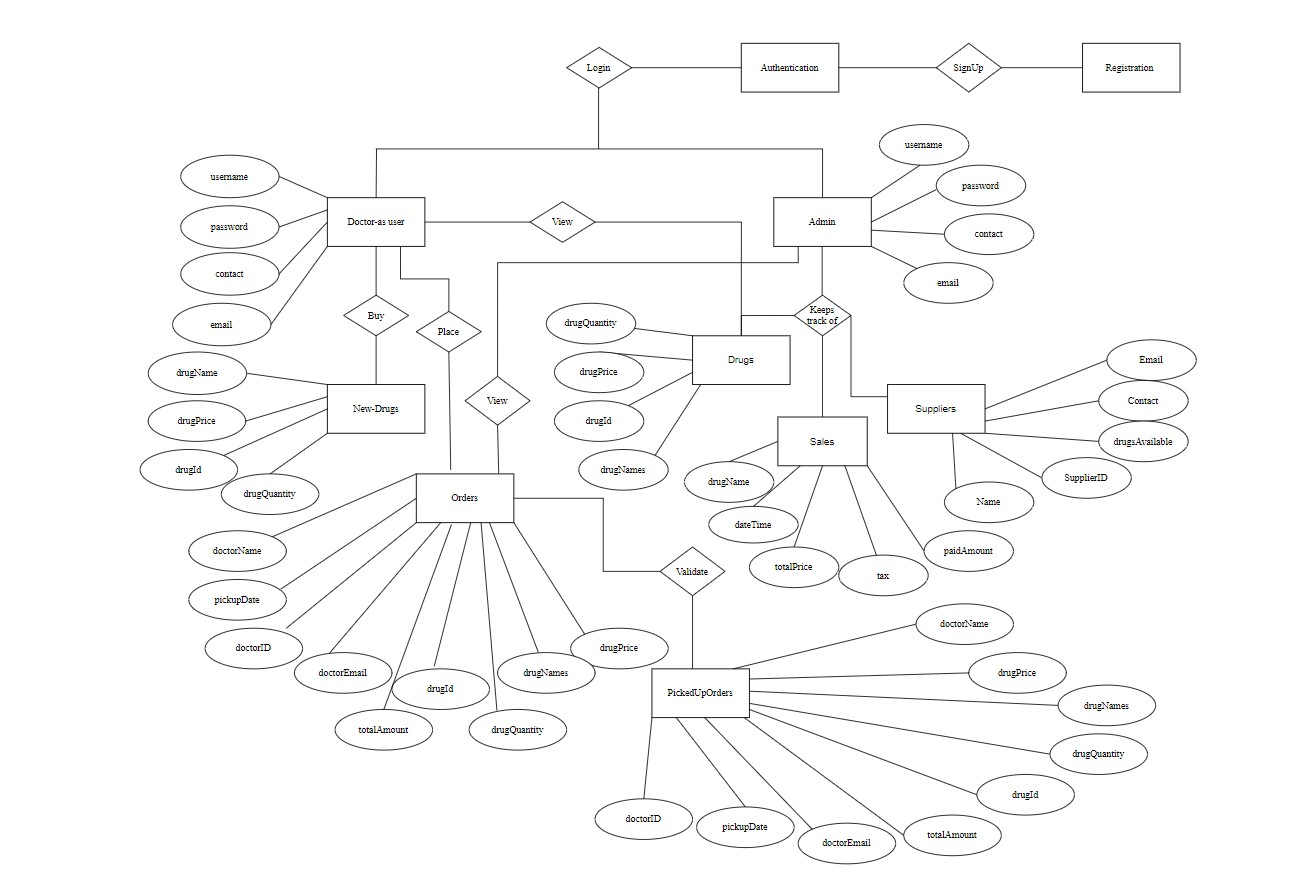 Login
Authentication
SignUp
Registration
username
password
contact
email
Doctor-as user
View
Admin
username
password
contact
email
Buy
Place
Keeps
track of
drugName
drugPrice
drugId
drugQuantity
New-Drugs
View
drugQuantity
drugPrice
drugId
drugNames
Drugs
Suppliers
Email
Contact
drugsAvailable
SupplierID
Name
Sales
drugName
dateTime
totalPrice
tax
paidAmount
Orders
doctorName
pickupDate
doctorID
doctorEmail
totalAmount
drugId
drugQuantity
drugNames
drugPrice
Validate
PickedUpOrders
doctorName
drugPrice
drugNames
drugQuantity
drugId
totalAmount
doctorEmail
pickupDate
doctorID